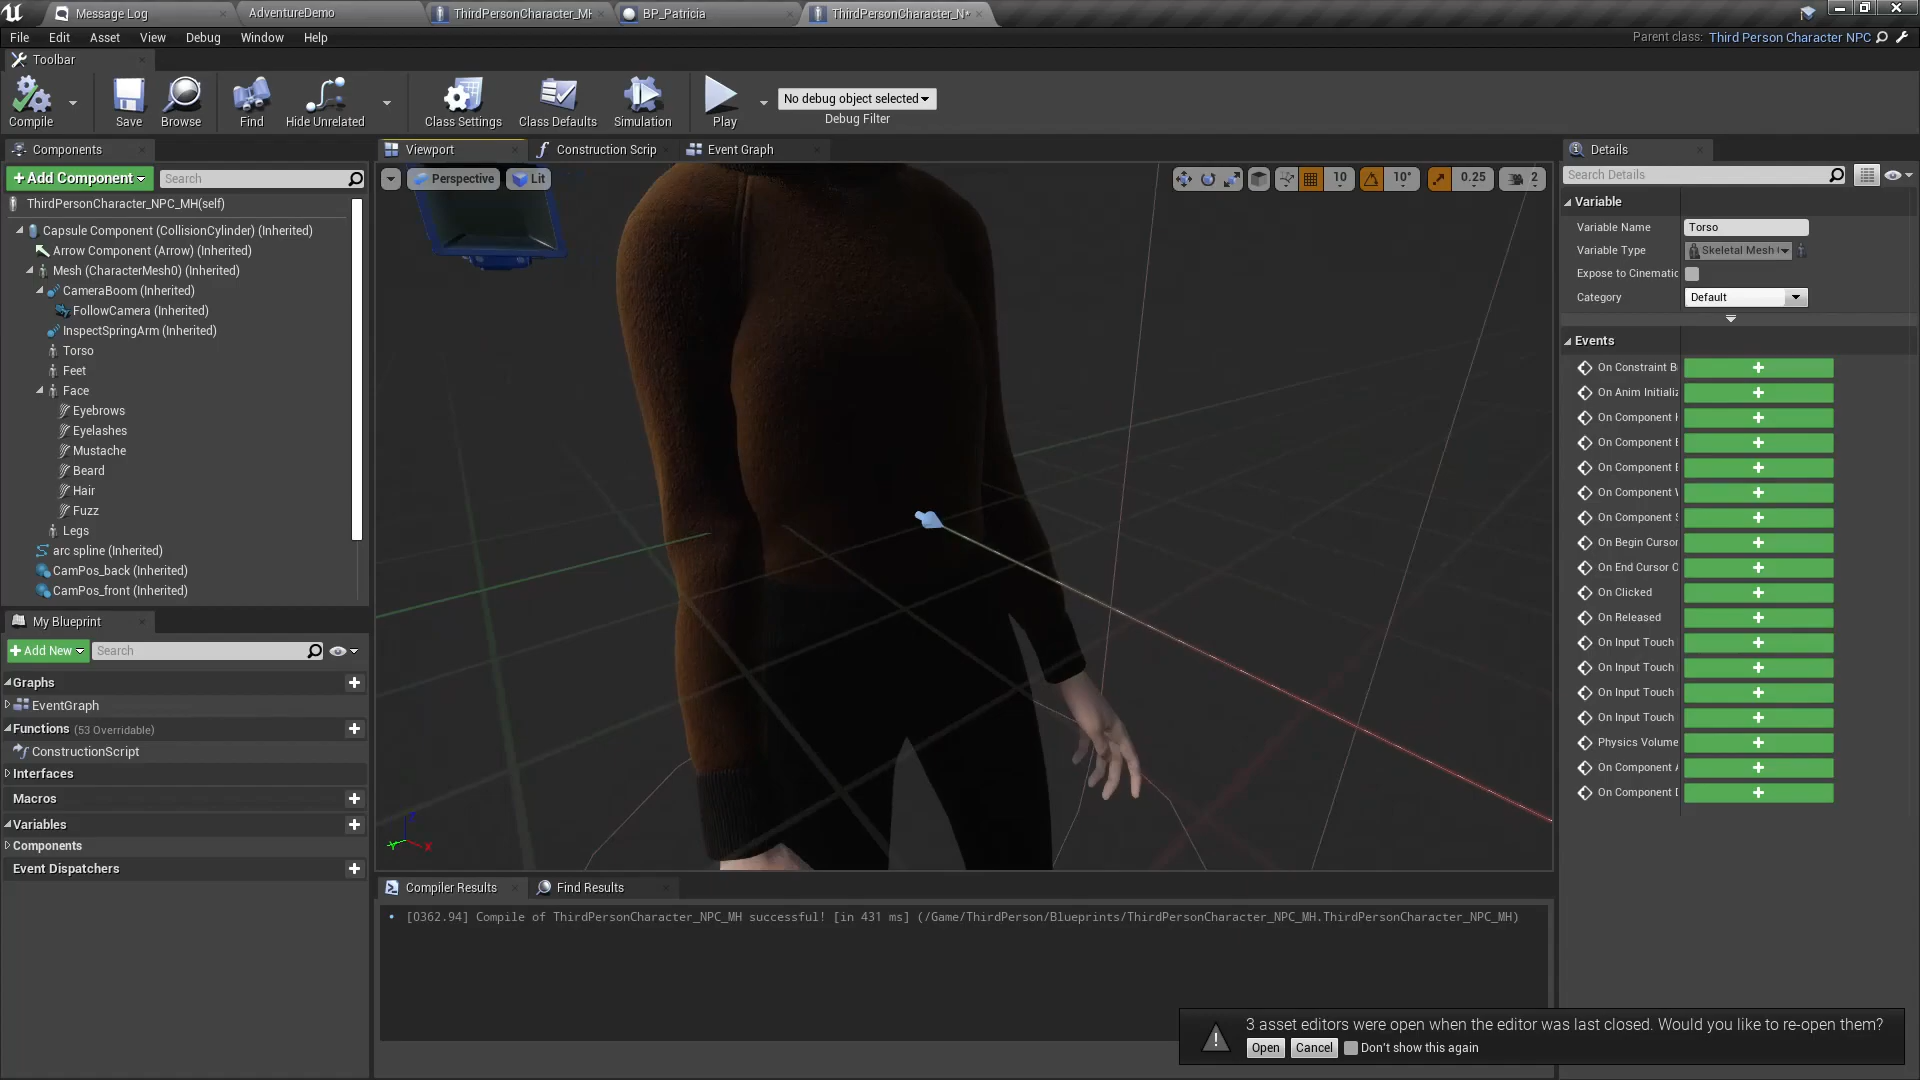 Message Log
AdventureDemo
ThirdPersonCharacter_MH
BP_Patricia
ThirdPersonCharacter_N*
File Edit Asset View Debug Window Help
Parent class: Third Person Character NPC
Toolbar
Compile
Save
Browse
Find
Hide Unrelated
Class Settings
Class Defaults
Simulation
Play
No debug object selected
Debug Filter
Components
+Add Component
Search
ThirdPersonCharacter_NPC_MH(self)
Capsule Component (CollisionCylinder) (Inherited)
Arrow Component (Arrow) (Inherited)
Mesh (CharacterMesh0) (Inherited)
CameraBoom (Inherited)
FollowCamera (Inherited)
InspectSpringArm (Inherited)
Torso
Feet
Face
Eyebrows
Eyelashes
Mustache
Beard
Hair
Fuzz
Legs
arc spline (Inherited)
CamPos_back (Inherited)
CamPos_front (Inherited)
My Blueprint
+Add New
Search
Graphs
EventGraph
Functions (53 Overridable)
ConstructionScript
Interfaces
Macros
Variables
Components
Event Dispatchers
Viewport
Construction Scrip
Event Graph
Perspective
Lit
10
10°
0.25
2
Z
Y
X
Compiler Results
Find Results
• [0362.94] Compile of ThirdPersonCharacter_NPC_MH successful! [in 431 ms] (/Game/ThirdPerson/Blueprints/ThirdPersonCharacter_NPC_MH.ThirdPersonCharacter_NPC_MH)
Details
Search Details
Variable
Variable Name Torso
Variable Type Skeletal Mesh
Expose to Cinematic
Category Default
Events
On Constraint B
On Anim Initializ
On Component H
On Component B
On Component E
On Component W
On Component S
On Begin Cursor
On End Cursor O
On Clicked
On Released
On Input Touch
On Input Touch
On Input Touch
On Input Touch
Physics Volume
On Component A
On Component D
3 asset editors were open when the editor was last closed. Would you like to re-open them?
Open Cancel Don't show this again